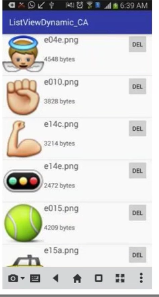 6:39 AM
ListViewDynamic_CA
e04e.png
DEL
4548 bytes
e010.png
DEL
3828 bytes
e14c.png
DEL
3214 bytes
e14e.png
DEL
2472 bytes
e015.png
DEL
4209 bytes
e15a.png
DEL